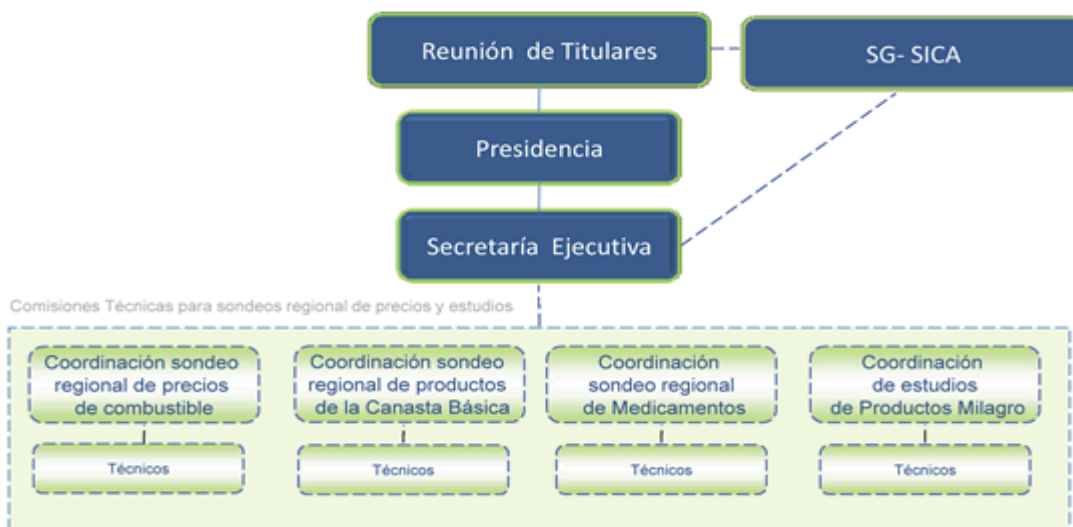 Reunión de Titulares
SG- SICA
Presidencia
Secretaría Ejecutiva
Comisiones Técnicas para sondeos regional de precios y estudios
Coordinación sondeo
regional de precios
de combustible
Coordinación sondeo
regional de productos
de la Canasta Básica
Coordinación
sondeo regional
de Medicamentos
Coordinación
de estudios
de Productos Milagro
Técnicos
Técnicos
Técnicos
Técnicos